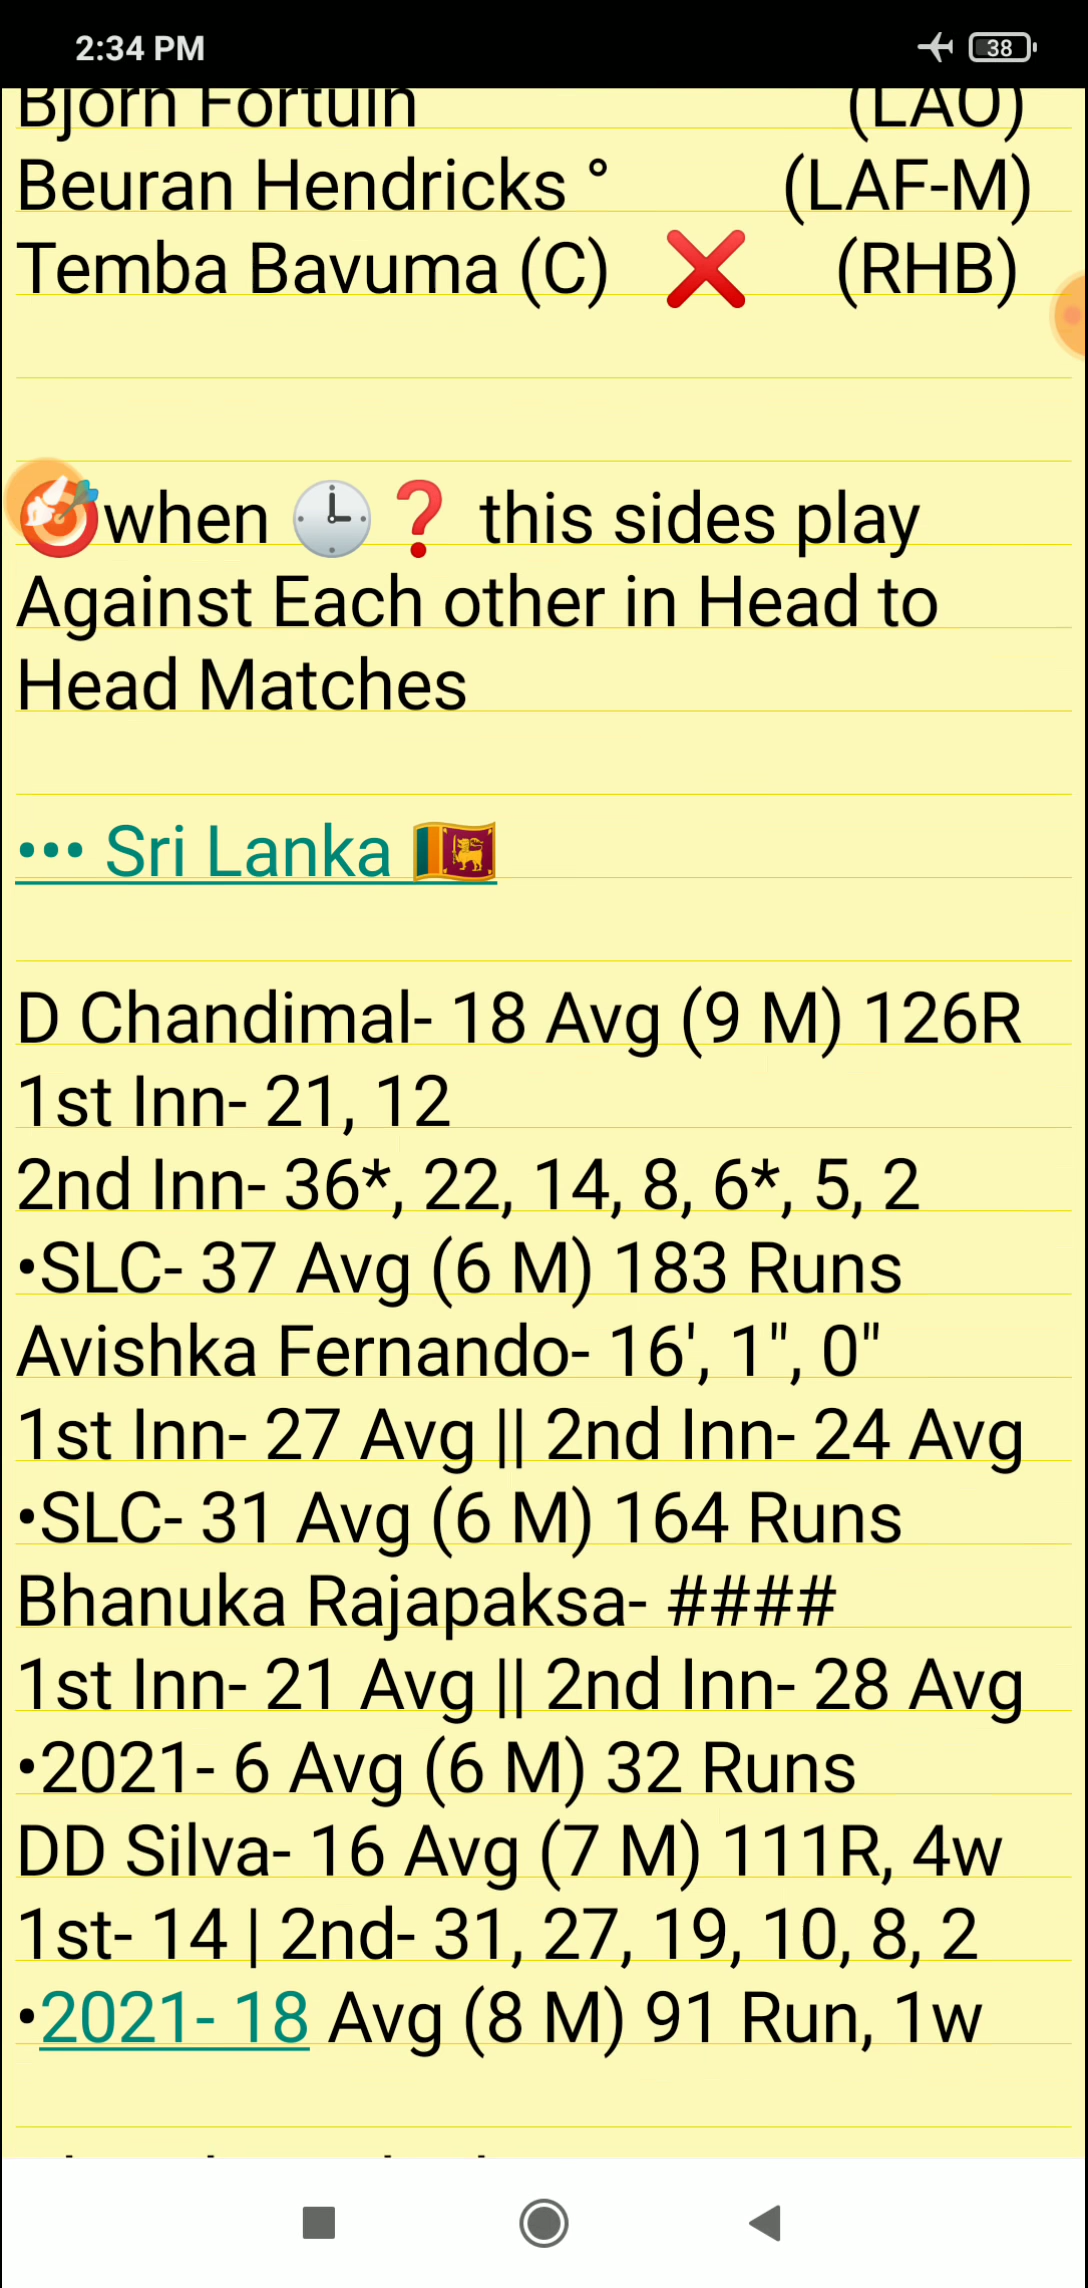 2:34 PM
38
Bjorn Fortuin (LAO)
Beuran Hendricks ° (LAF-M)
Temba Bavuma (C) ❌ (RHB)
🎯when 🕒❓ this sides play
Against Each other in Head to
Head Matches
••• Sri Lanka 🇱🇰
D Chandimal- 18 Avg (9 M) 126R
1st Inn- 21, 12
2nd Inn- 36*, 22, 14, 8, 6*, 5, 2
•SLC- 37 Avg (6 M) 183 Runs
Avishka Fernando- 16', 1", 0"
1st Inn- 27 Avg || 2nd Inn- 24 Avg
•SLC- 31 Avg (6 M) 164 Runs
Bhanuka Rajapaksa- ####
1st Inn- 21 Avg || 2nd Inn- 28 Avg
•2021- 6 Avg (6 M) 32 Runs
DD Silva- 16 Avg (7 M) 111R, 4w
1st- 14 | 2nd- 31, 27, 19, 10, 8, 2
•2021- 18 Avg (8 M) 91 Run, 1w